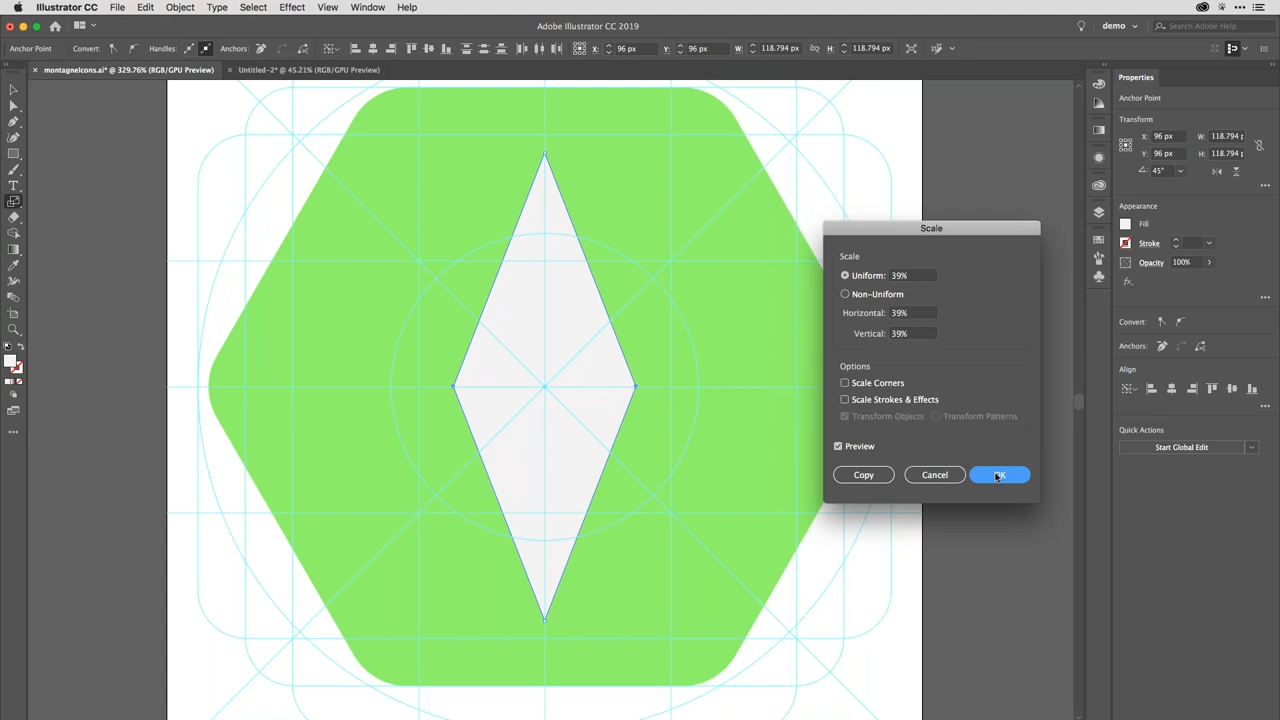 Illustrator CC File Edit Object Type Select Effect View Window Help
Adobe Illustrator CC 2019
demo
Search Adobe Help
Anchor Point Convert: Handles: Anchors: X: 96 px Y: 96 px W: 118.794 px H: 118.794 px
× montagneIcons.ai* @ 329.76% (RGB/GPU Preview) × Untitled-2* @ 45.21% (RGB/GPU Preview)
Properties
Anchor Point
Transform
X: 96 px W: 118.794 p
Y: 96 px H: 118.794 p
45°
Appearance
Fill
Stroke
Opacity 100%
fx.
Convert:
Anchors:
Align
Quick Actions
Start Global Edit
Scale
Scale
Uniform: 39%
Non-Uniform
Horizontal: 39%
Vertical: 39%
Options
Scale Corners
Scale Strokes & Effects
Transform Objects Transform Patterns
Preview
Copy Cancel OK